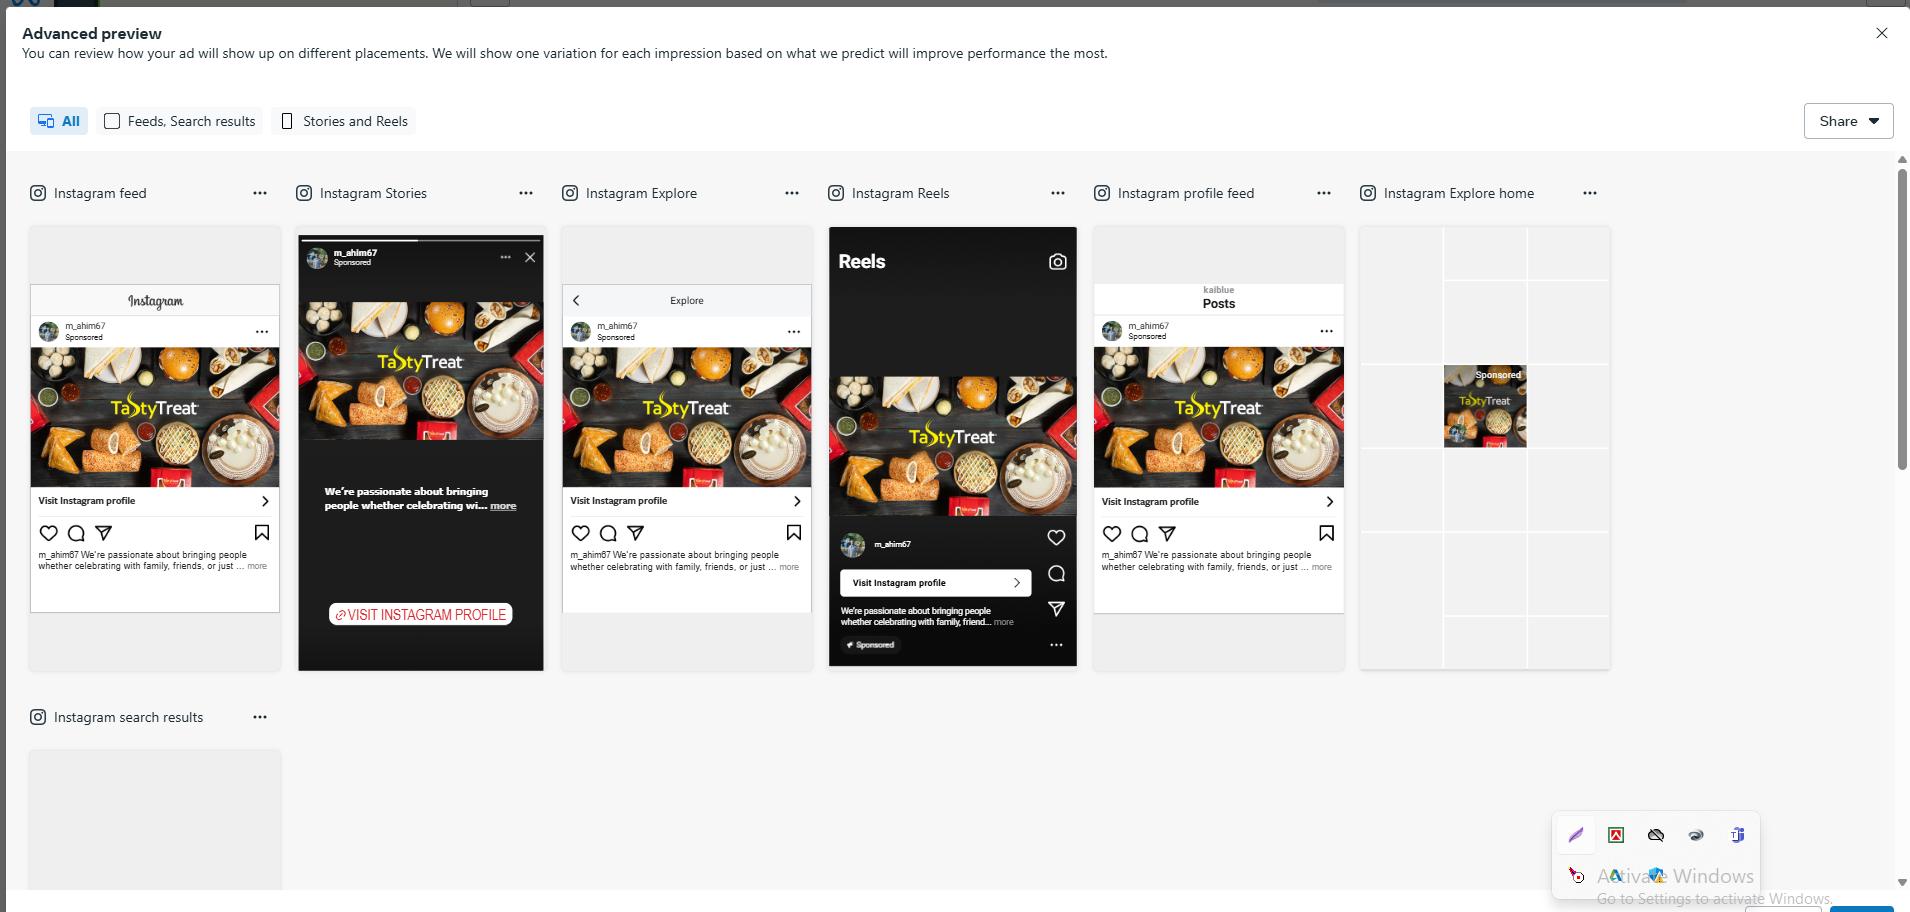 Advanced preview
You can review how your ad will show up on different placements. We will show one variation for each impression based on what we predict will improve performance the most.
All
Feeds, Search results
Stories and Reels
Share
Instagram feed
Instagram Stories
Instagram Explore
Instagram Reels
Instagram profile feed
Instagram Explore home
Instagram
m_ahim67
Sponsored
TastyTreat
Visit Instagram profile
m_ahim67 We're passionate about bringing people
whether celebrating with family, friends, or just ... more
m_ahim67
Sponsored
TastyTreat
We're passionate about bringing
people whether celebrating wi... more
VISIT INSTAGRAM PROFILE
Explore
m_ahim67
Sponsored
TastyTreat
Visit Instagram profile
m_ahim67 We're passionate about bringing people
whether celebrating with family, friends, or just ... more
Reels
TastyTreat
m_ahim67
Visit Instagram profile
We're passionate about bringing people
whether celebrating with family, friend... more
Sponsored
kaiblue
Posts
m_ahim67
Sponsored
TastyTreat
Visit Instagram profile
m_ahim67 We're passionate about bringing people
whether celebrating with family, friends, or just ... more
Sponsored
TastyTreat
Instagram search results
Activate Windows
Go to Settings to activate Windows.